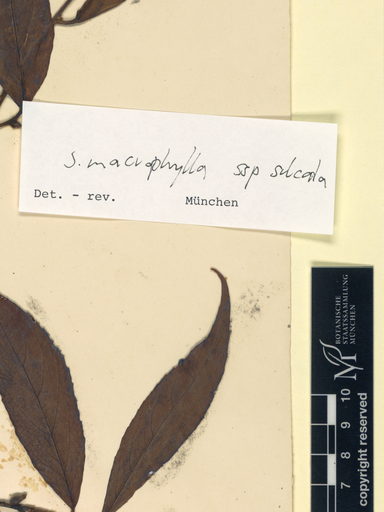 S. macrophylla ssp sulcata
Det. - rev. München
BOTANISCHE
STAATSSAMMLUNG
MÜNCHEN
copyright reserved
10
9
8
7